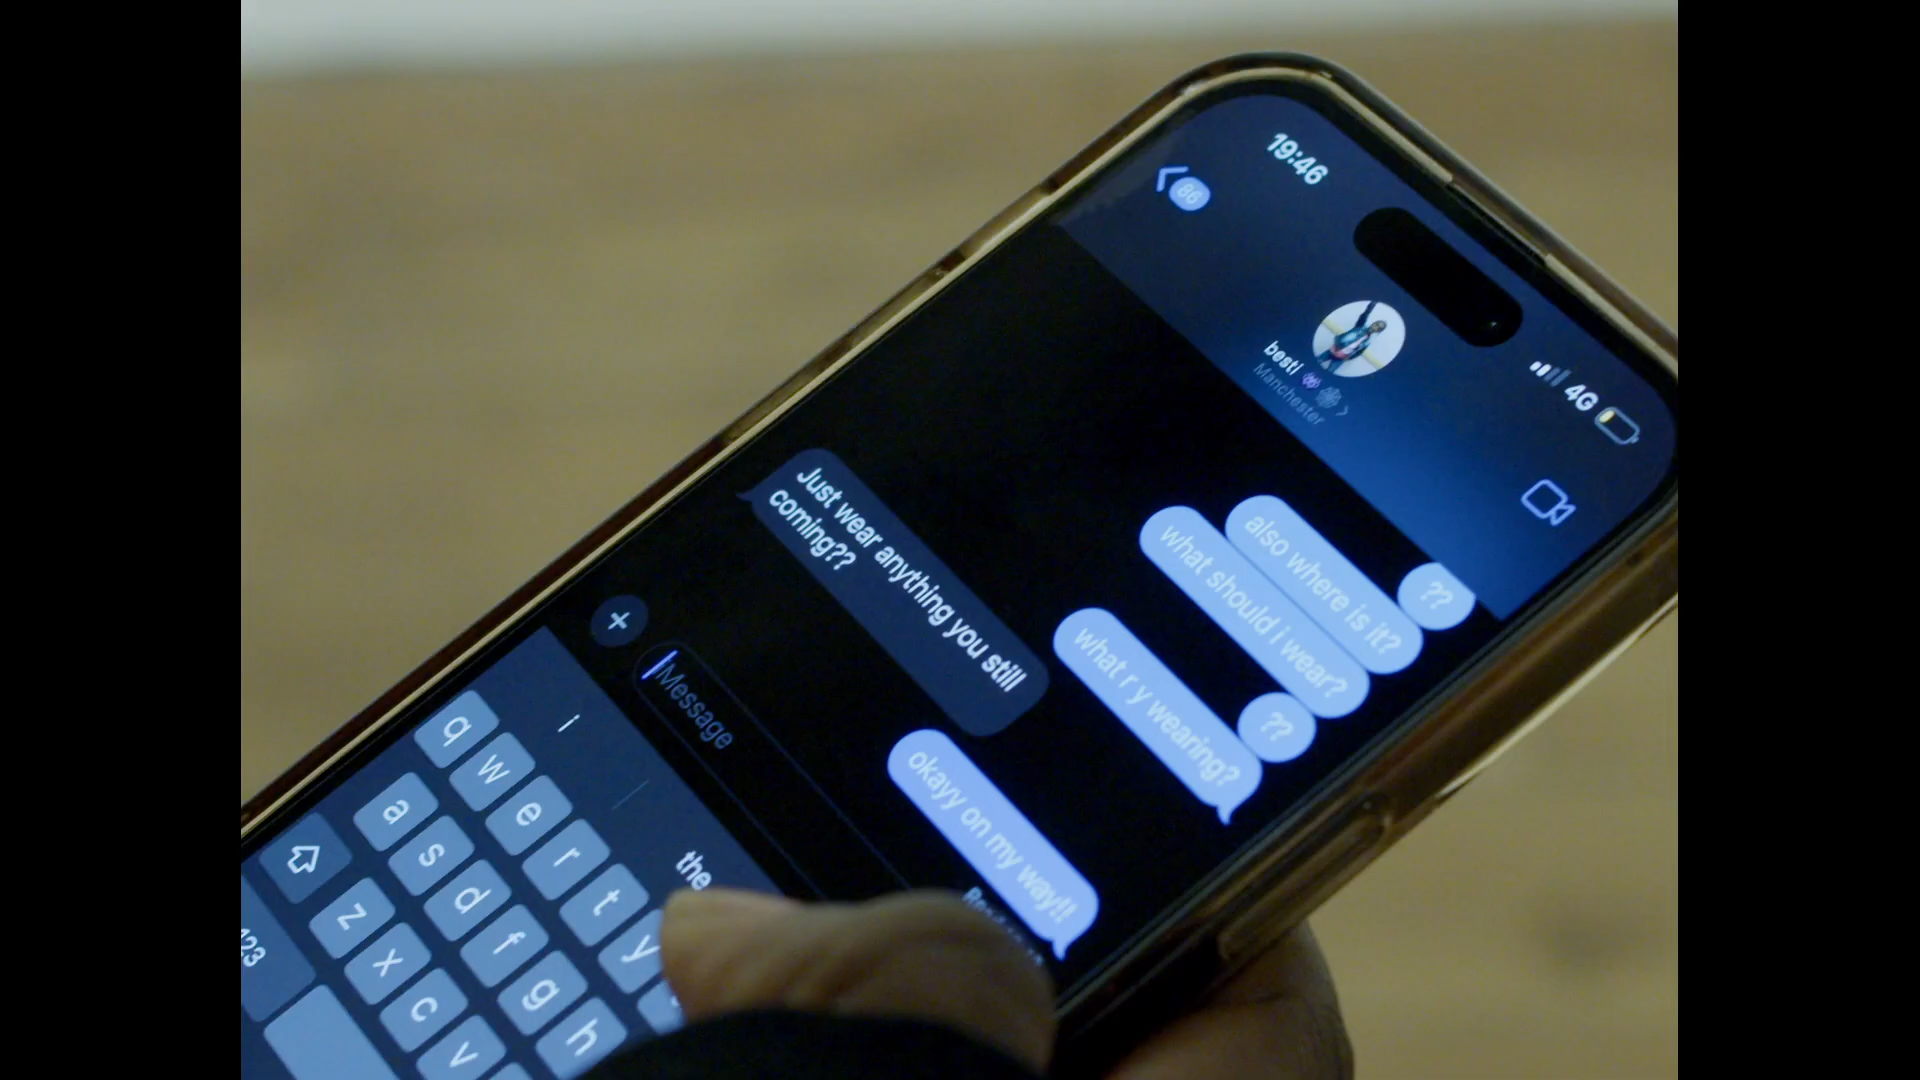 19:46
4G
86
besti
Manchester
??
also where is it?
what should i wear?
??
what r y wearing?
Just wear anything you still
coming??
okayy on my way!!
Message
i
the
q w e r t y
a s d f g h
z x c v